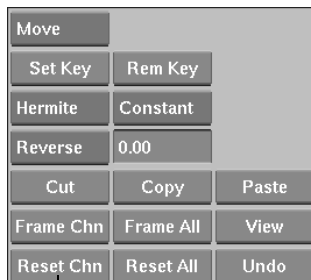 Move
Set Key Rem Key
Hermite Constant
Reverse 0.00
Cut Copy Paste
Frame Chn Frame All View
Reset Chn Reset All Undo